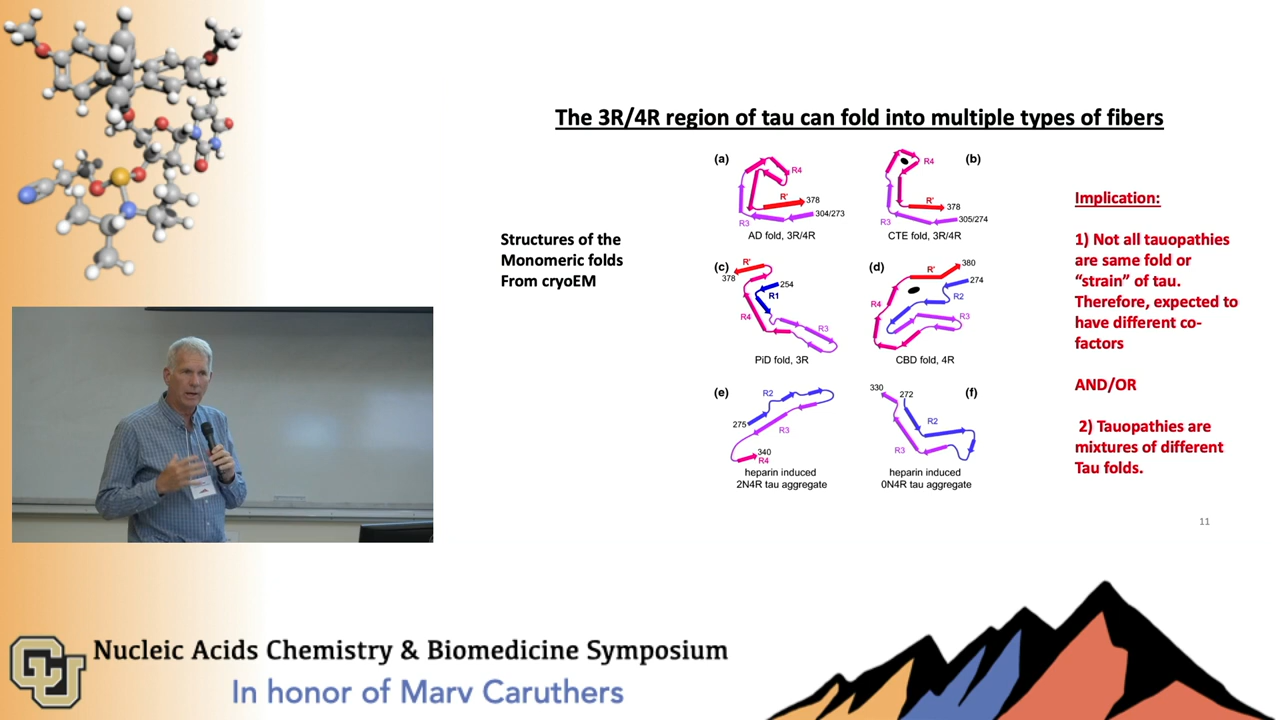 The 3R/4R region of tau can fold into multiple types of fibers
Structures of the
Monomeric folds
From cryoEM
(a)
R4
R'
378
304/273
R3
AD fold, 3R/4R
(b)
R4
R'
378
305/274
R3
CTE fold, 3R/4R
(c)
R'
378
254
R1
R4
R3
PiD fold, 3R
(d)
R'
380
274
R2
R4
R3
CBD fold, 4R
(e)
R2
275
R3
340
R4
heparin induced
2N4R tau aggregate
(f)
330
272
R2
R3
heparin induced
0N4R tau aggregate
Implication:
1) Not all tauopathies
are same fold or
“strain” of tau.
Therefore, expected to
have different co-
factors
AND/OR
2) Tauopathies are
mixtures of different
Tau folds.
11
CU
Nucleic Acids Chemistry & Biomedicine Symposium
In honor of Marv Caruthers